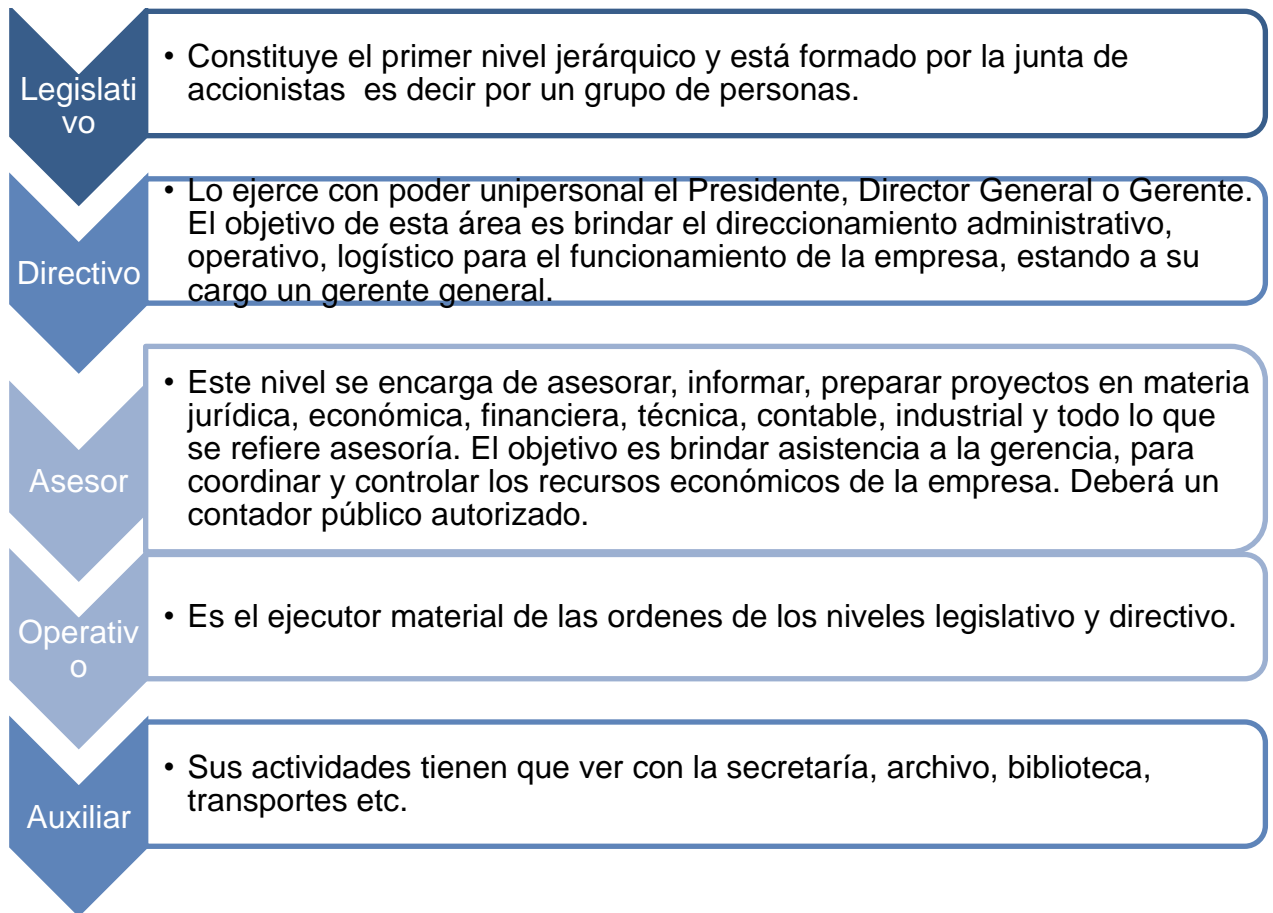 Legislati
vo
• Constituye el primer nivel jerárquico y está formado por la junta de
accionistas es decir por un grupo de personas.
Directivo
• Lo ejerce con poder unipersonal el Presidente, Director General o Gerente.
El objetivo de esta área es brindar el direccionamiento administrativo,
operativo, logístico para el funcionamiento de la empresa, estando a su
cargo un gerente general.
Asesor
• Este nivel se encarga de asesorar, informar, preparar proyectos en materia
jurídica, económica, financiera, técnica, contable, industrial y todo lo que
se refiere asesoría. El objetivo es brindar asistencia a la gerencia, para
coordinar y controlar los recursos económicos de la empresa. Deberá un
contador público autorizado.
Operativ
o
• Es el ejecutor material de las ordenes de los niveles legislativo y directivo.
Auxiliar
• Sus actividades tienen que ver con la secretaría, archivo, biblioteca,
transportes etc.